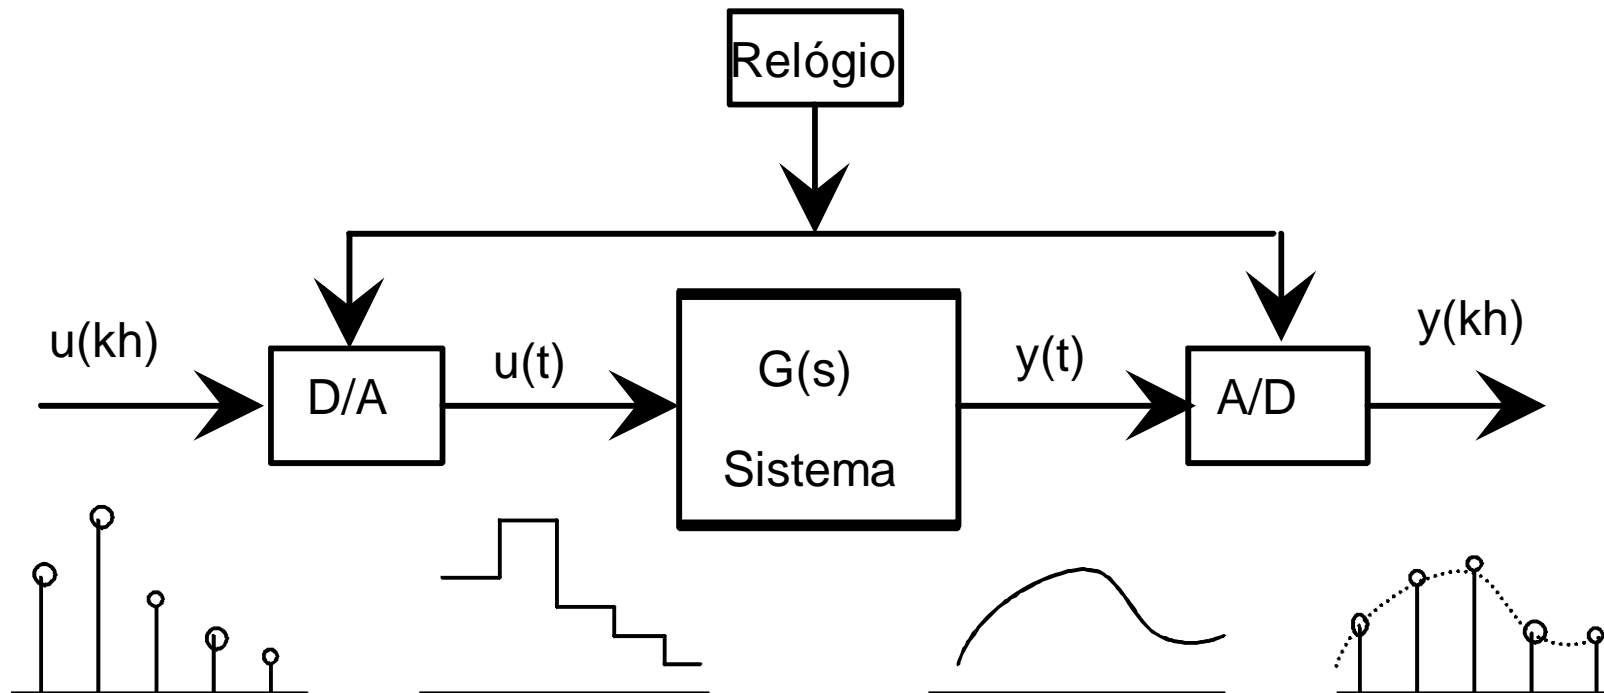 Relógio
u(kh)
D/A
u(t)
G(s)
Sistema
y(t)
A/D
y(kh)